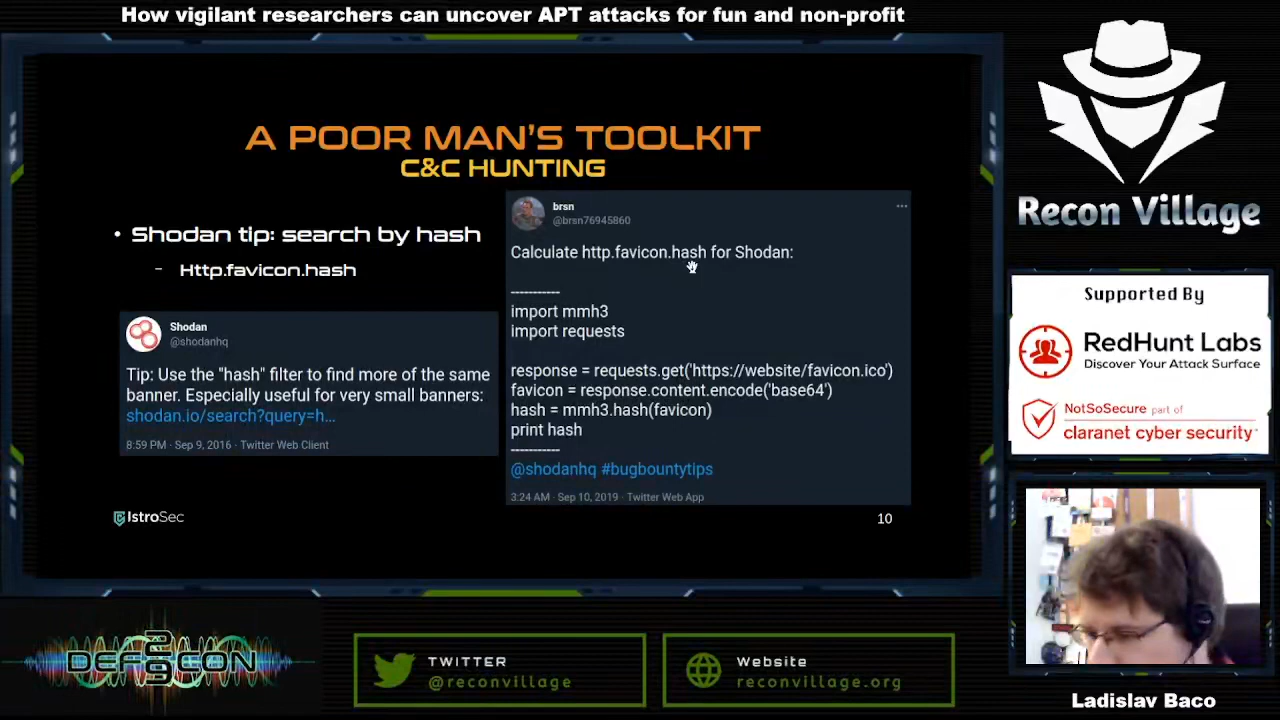 How vigilant researchers can uncover APT attacks for fun and non-profit
A POOR MAN'S TOOLKIT
C&C HUNTING
• Shodan tip: search by hash
- Http.favicon.hash
Shodan
@shodanhq
Tip: Use the "hash" filter to find more of the same
banner. Especially useful for very small banners:
shodan.io/search?query=h...
8:59 PM · Sep 9, 2016 · Twitter Web Client
brsn
@brsn76945860
Calculate http.favicon.hash for Shodan:
-----------
import mmh3
import requests
response = requests.get('https://website/favicon.ico')
favicon = response.content.encode('base64')
hash = mmh3.hash(favicon)
print hash
-----------
@shodanhq #bugbountytips
3:24 AM · Sep 10, 2019 · Twitter Web App
IstroSec
10
Recon Village
Supported By
RedHunt Labs
Discover Your Attack Surface
NotSoSecure part of
claranet cyber security
DEF CON
29
TWITTER
@reconvillage
Website
reconvillage.org
Ladislav Baco